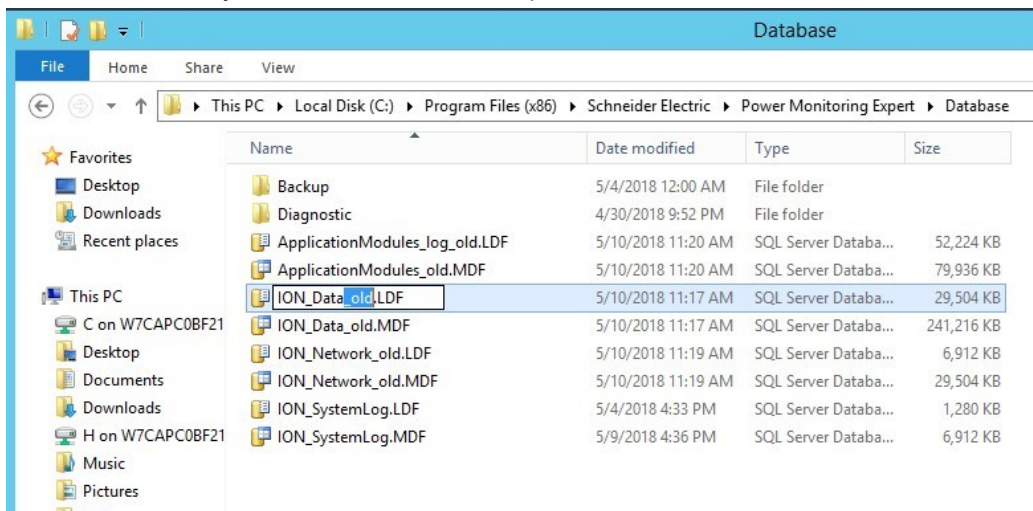 Database
File Home Share View
This PC Local Disk (C:) Program Files (x86) Schneider Electric Power Monitoring Expert Database
Favorites
Desktop
Downloads
Recent places
This PC
C on W7CAPC0BF21
Desktop
Documents
Downloads
H on W7CAPC0BF21
Music
Pictures
Name Date modified Type Size
Backup 5/4/2018 12:00 AM File folder
Diagnostic 4/30/2018 9:52 PM File folder
ApplicationModules_log_old.LDF 5/10/2018 11:20 AM SQL Server Databa... 52,224 KB
ApplicationModules_old.MDF 5/10/2018 11:20 AM SQL Server Databa... 79,936 KB
ION_Data_old.LDF 5/10/2018 11:17 AM SQL Server Databa... 29,504 KB
ION_Data_old.MDF 5/10/2018 11:17 AM SQL Server Databa... 241,216 KB
ION_Network_old.LDF 5/10/2018 11:19 AM SQL Server Databa... 6,912 KB
ION_Network_old.MDF 5/10/2018 11:19 AM SQL Server Databa... 29,504 KB
ION_SystemLog.LDF 5/4/2018 4:33 PM SQL Server Databa... 1,280 KB
ION_SystemLog.MDF 5/9/2018 4:36 PM SQL Server Databa... 6,912 KB